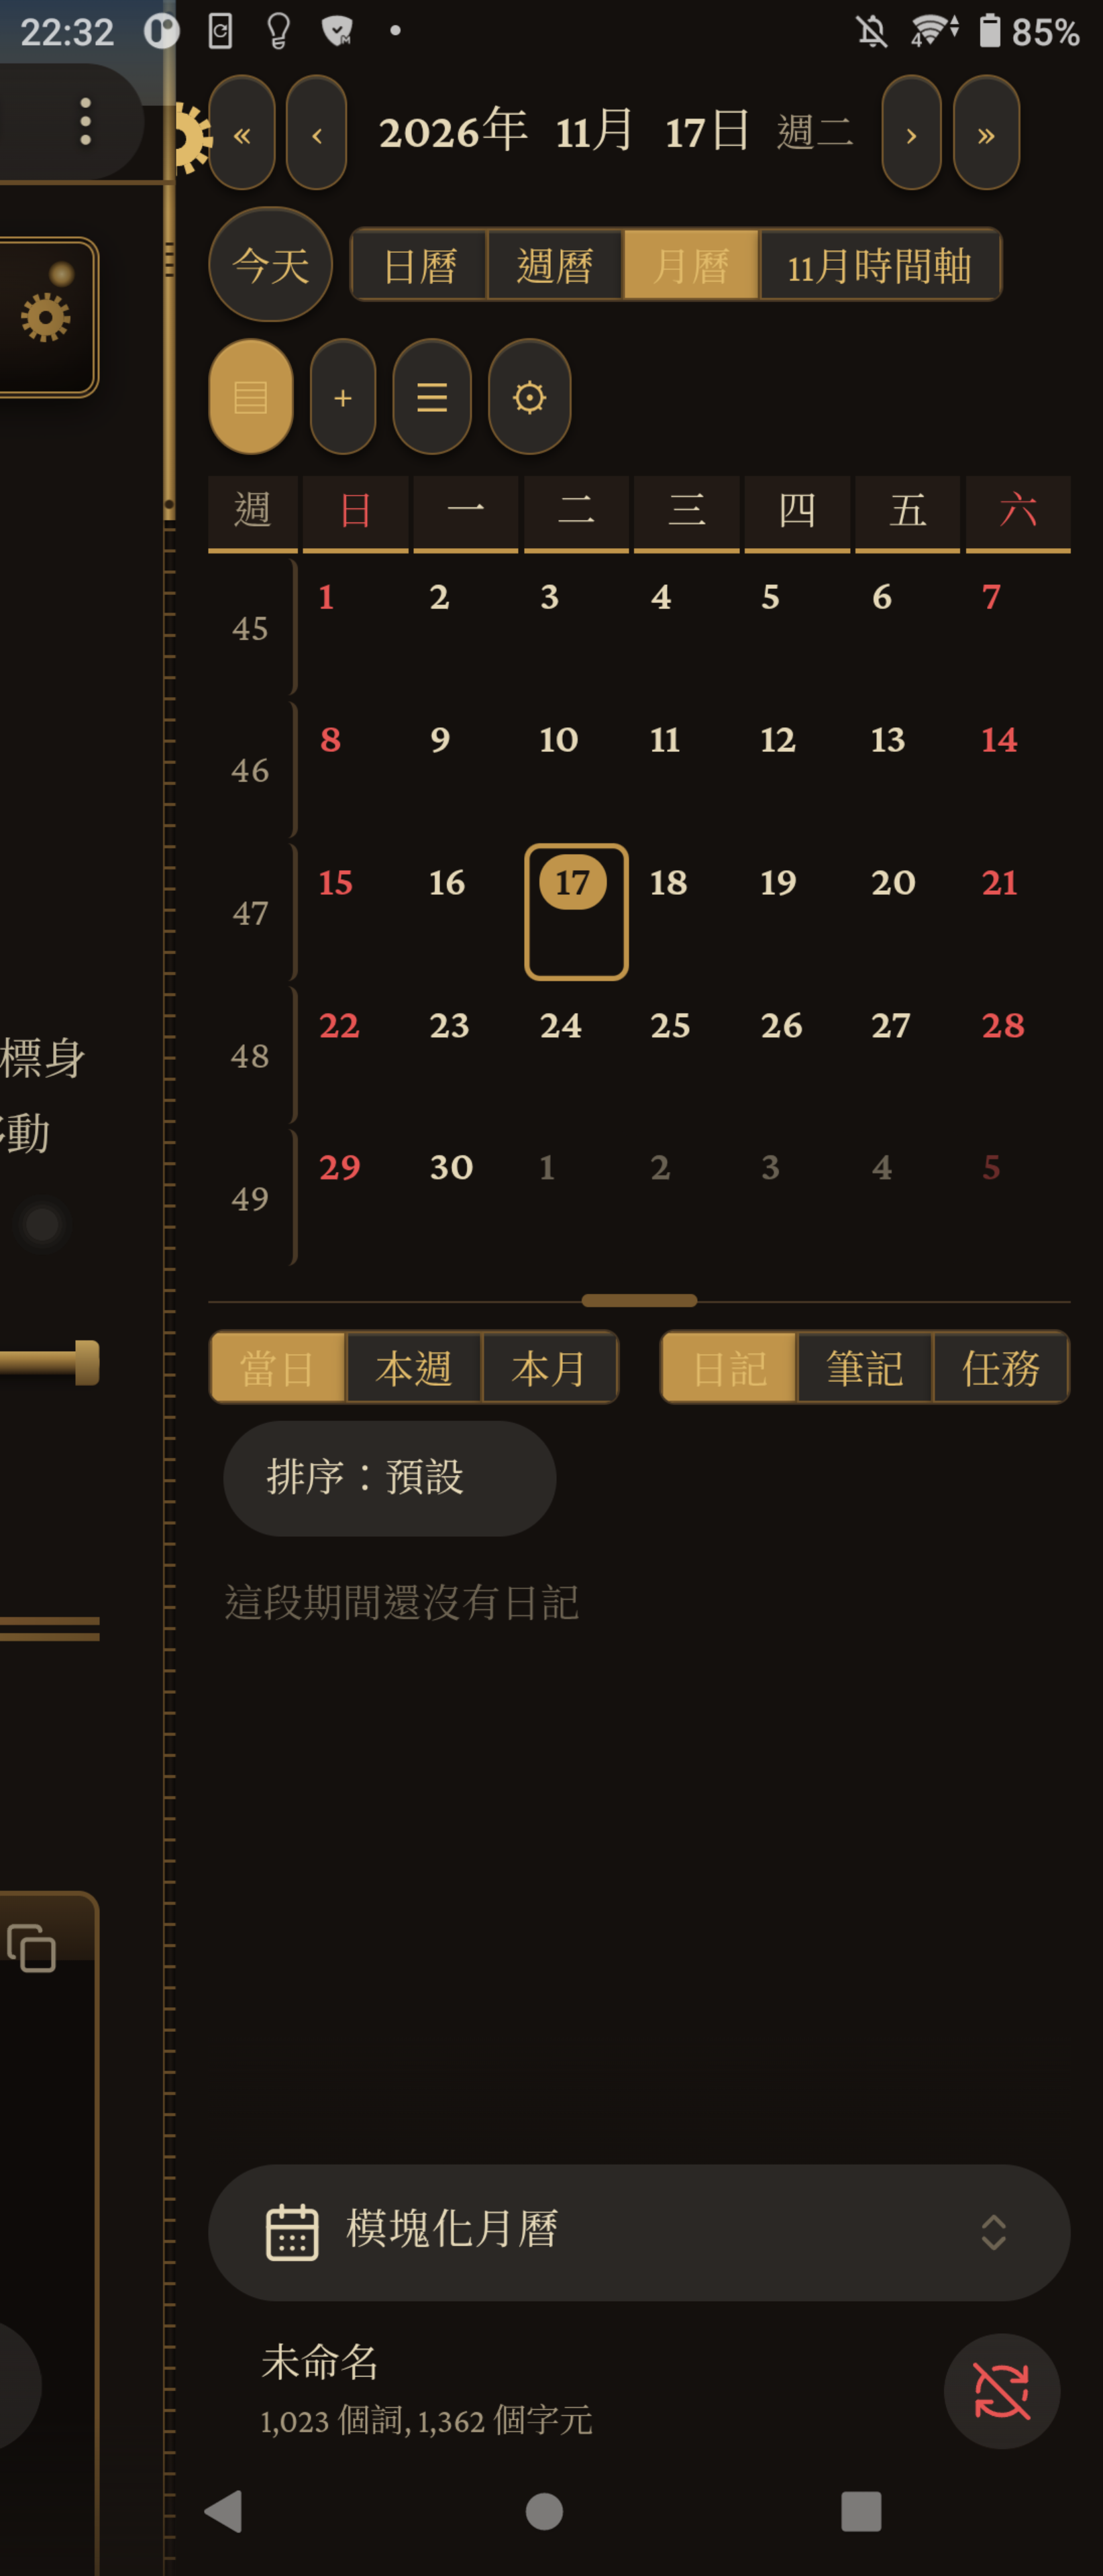 22:32
4
85%
« ‹ 2026年 11月 17日 週二 › »
今天 日曆 週曆 月曆 11月時間軸
+
週 日 一 二 三 四 五 六
45 1 2 3 4 5 6 7
46 8 9 10 11 12 13 14
47 15 16 17 18 19 20 21
48 22 23 24 25 26 27 28
標身
動
49 29 30 1 2 3 4 5
當日 本週 本月 日記 筆記 任務
排序：預設
這段期間還沒有日記
模塊化月曆
未命名
1,023 個詞, 1,362 個字元